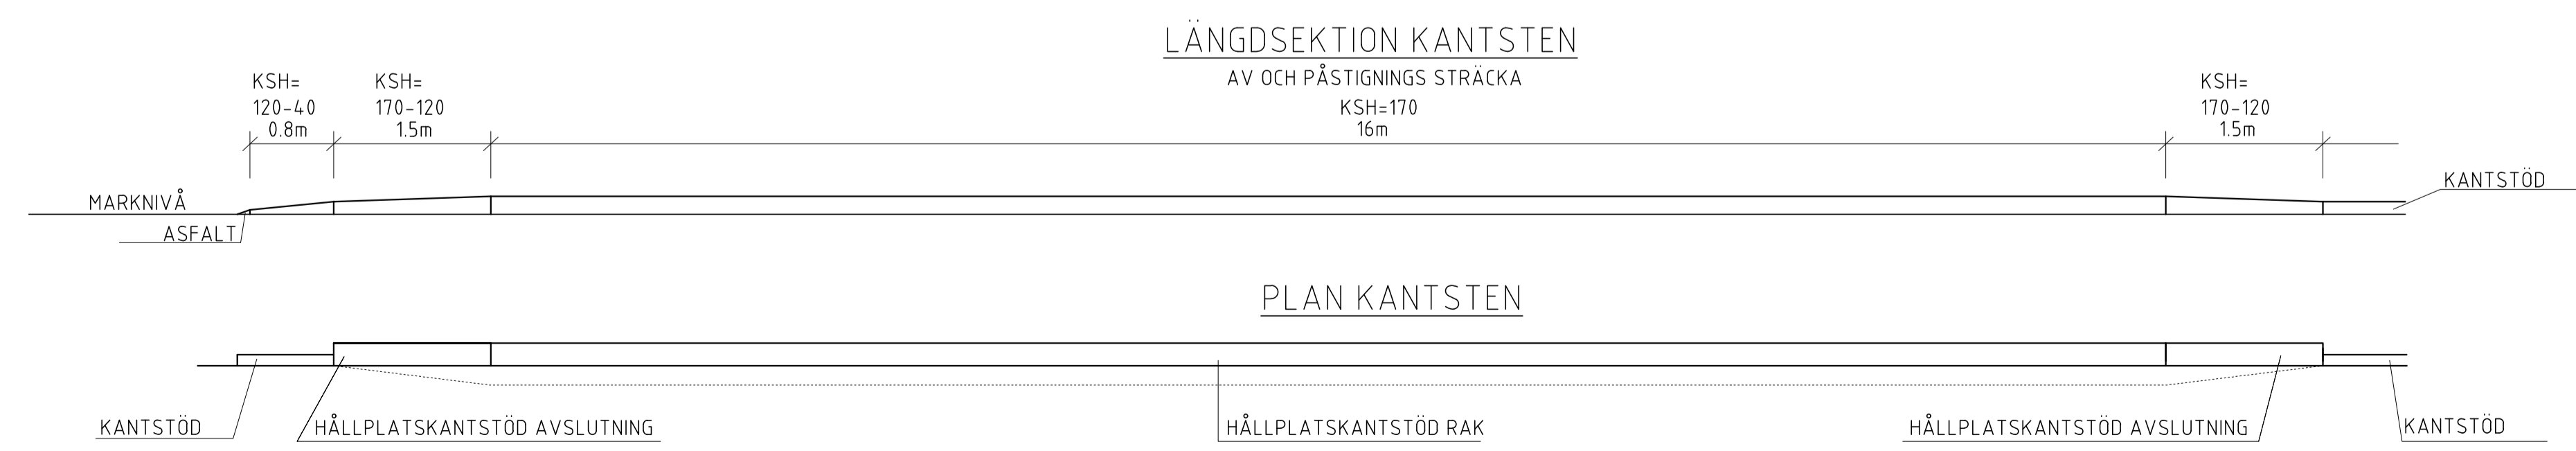 LÄNGDSEKTION KANTSTEN
AV OCH PÅSTIGNINGS STRÄCKA
KSH=170
16m
KSH=
120-40
0.8m
KSH=
170-120
1.5m
KSH=
170-120
1.5m
MARKNIVÅ
ASFALT
KANTSTÖD
PLAN KANTSTEN
KANTSTÖD
HÅLLPLATSKANTSTÖD AVSLUTNING
HÅLLPLATSKANTSTÖD RAK
HÅLLPLATSKANTSTÖD AVSLUTNING
KANTSTÖD